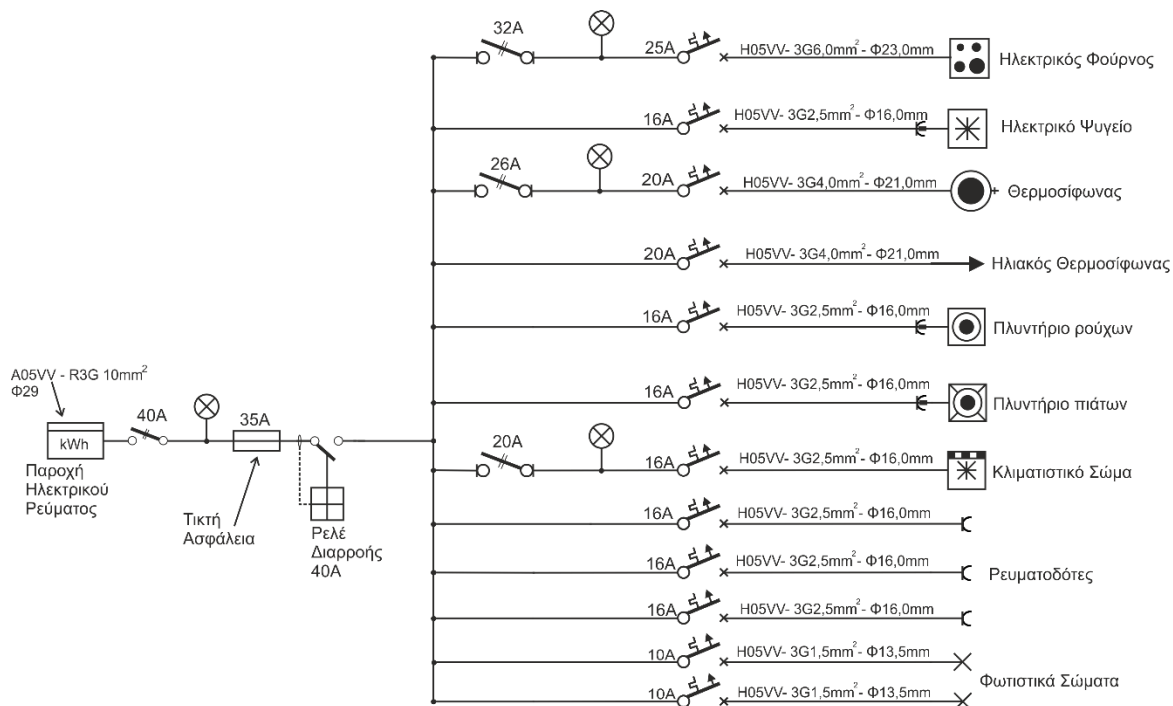 32A
25A
H05VV- 3G6,0mm²- Φ23,0mm
Ηλεκτρικός Φούρνος
16A
H05VV- 3G2,5mm²- Φ16,0mm
Ηλεκτρικό Ψυγείο
26A
20A
H05VV- 3G4,0mm²- Φ21,0mm
Θερμοσίφωνας
20A
H05VV- 3G4,0mm²- Φ21,0mm
Ηλιακός Θερμοσίφωνας
16A
H05VV- 3G2,5mm²- Φ16,0mm
Πλυντήριο ρούχων
A05VV - R3G 10mm²
Φ29
kWh
Παροχή
Ηλεκτρικού
Ρεύματος
40A
35A
Τικτή
Ασφάλεια
Ρελέ
Διαρροής
40A
16A
H05VV- 3G2,5mm²- Φ16,0mm
Πλυντήριο πιάτων
20A
16A
H05VV- 3G2,5mm²- Φ16,0mm
Κλιματιστικό Σώμα
16A
H05VV- 3G2,5mm²- Φ16,0mm
16A
H05VV- 3G2,5mm²- Φ16,0mm
Ρευματοδότες
16A
H05VV- 3G2,5mm²- Φ16,0mm
10A
H05VV- 3G1,5mm²- Φ13,5mm
Φωτιστικά Σώματα
10A
H05VV- 3G1,5mm²- Φ13,5mm